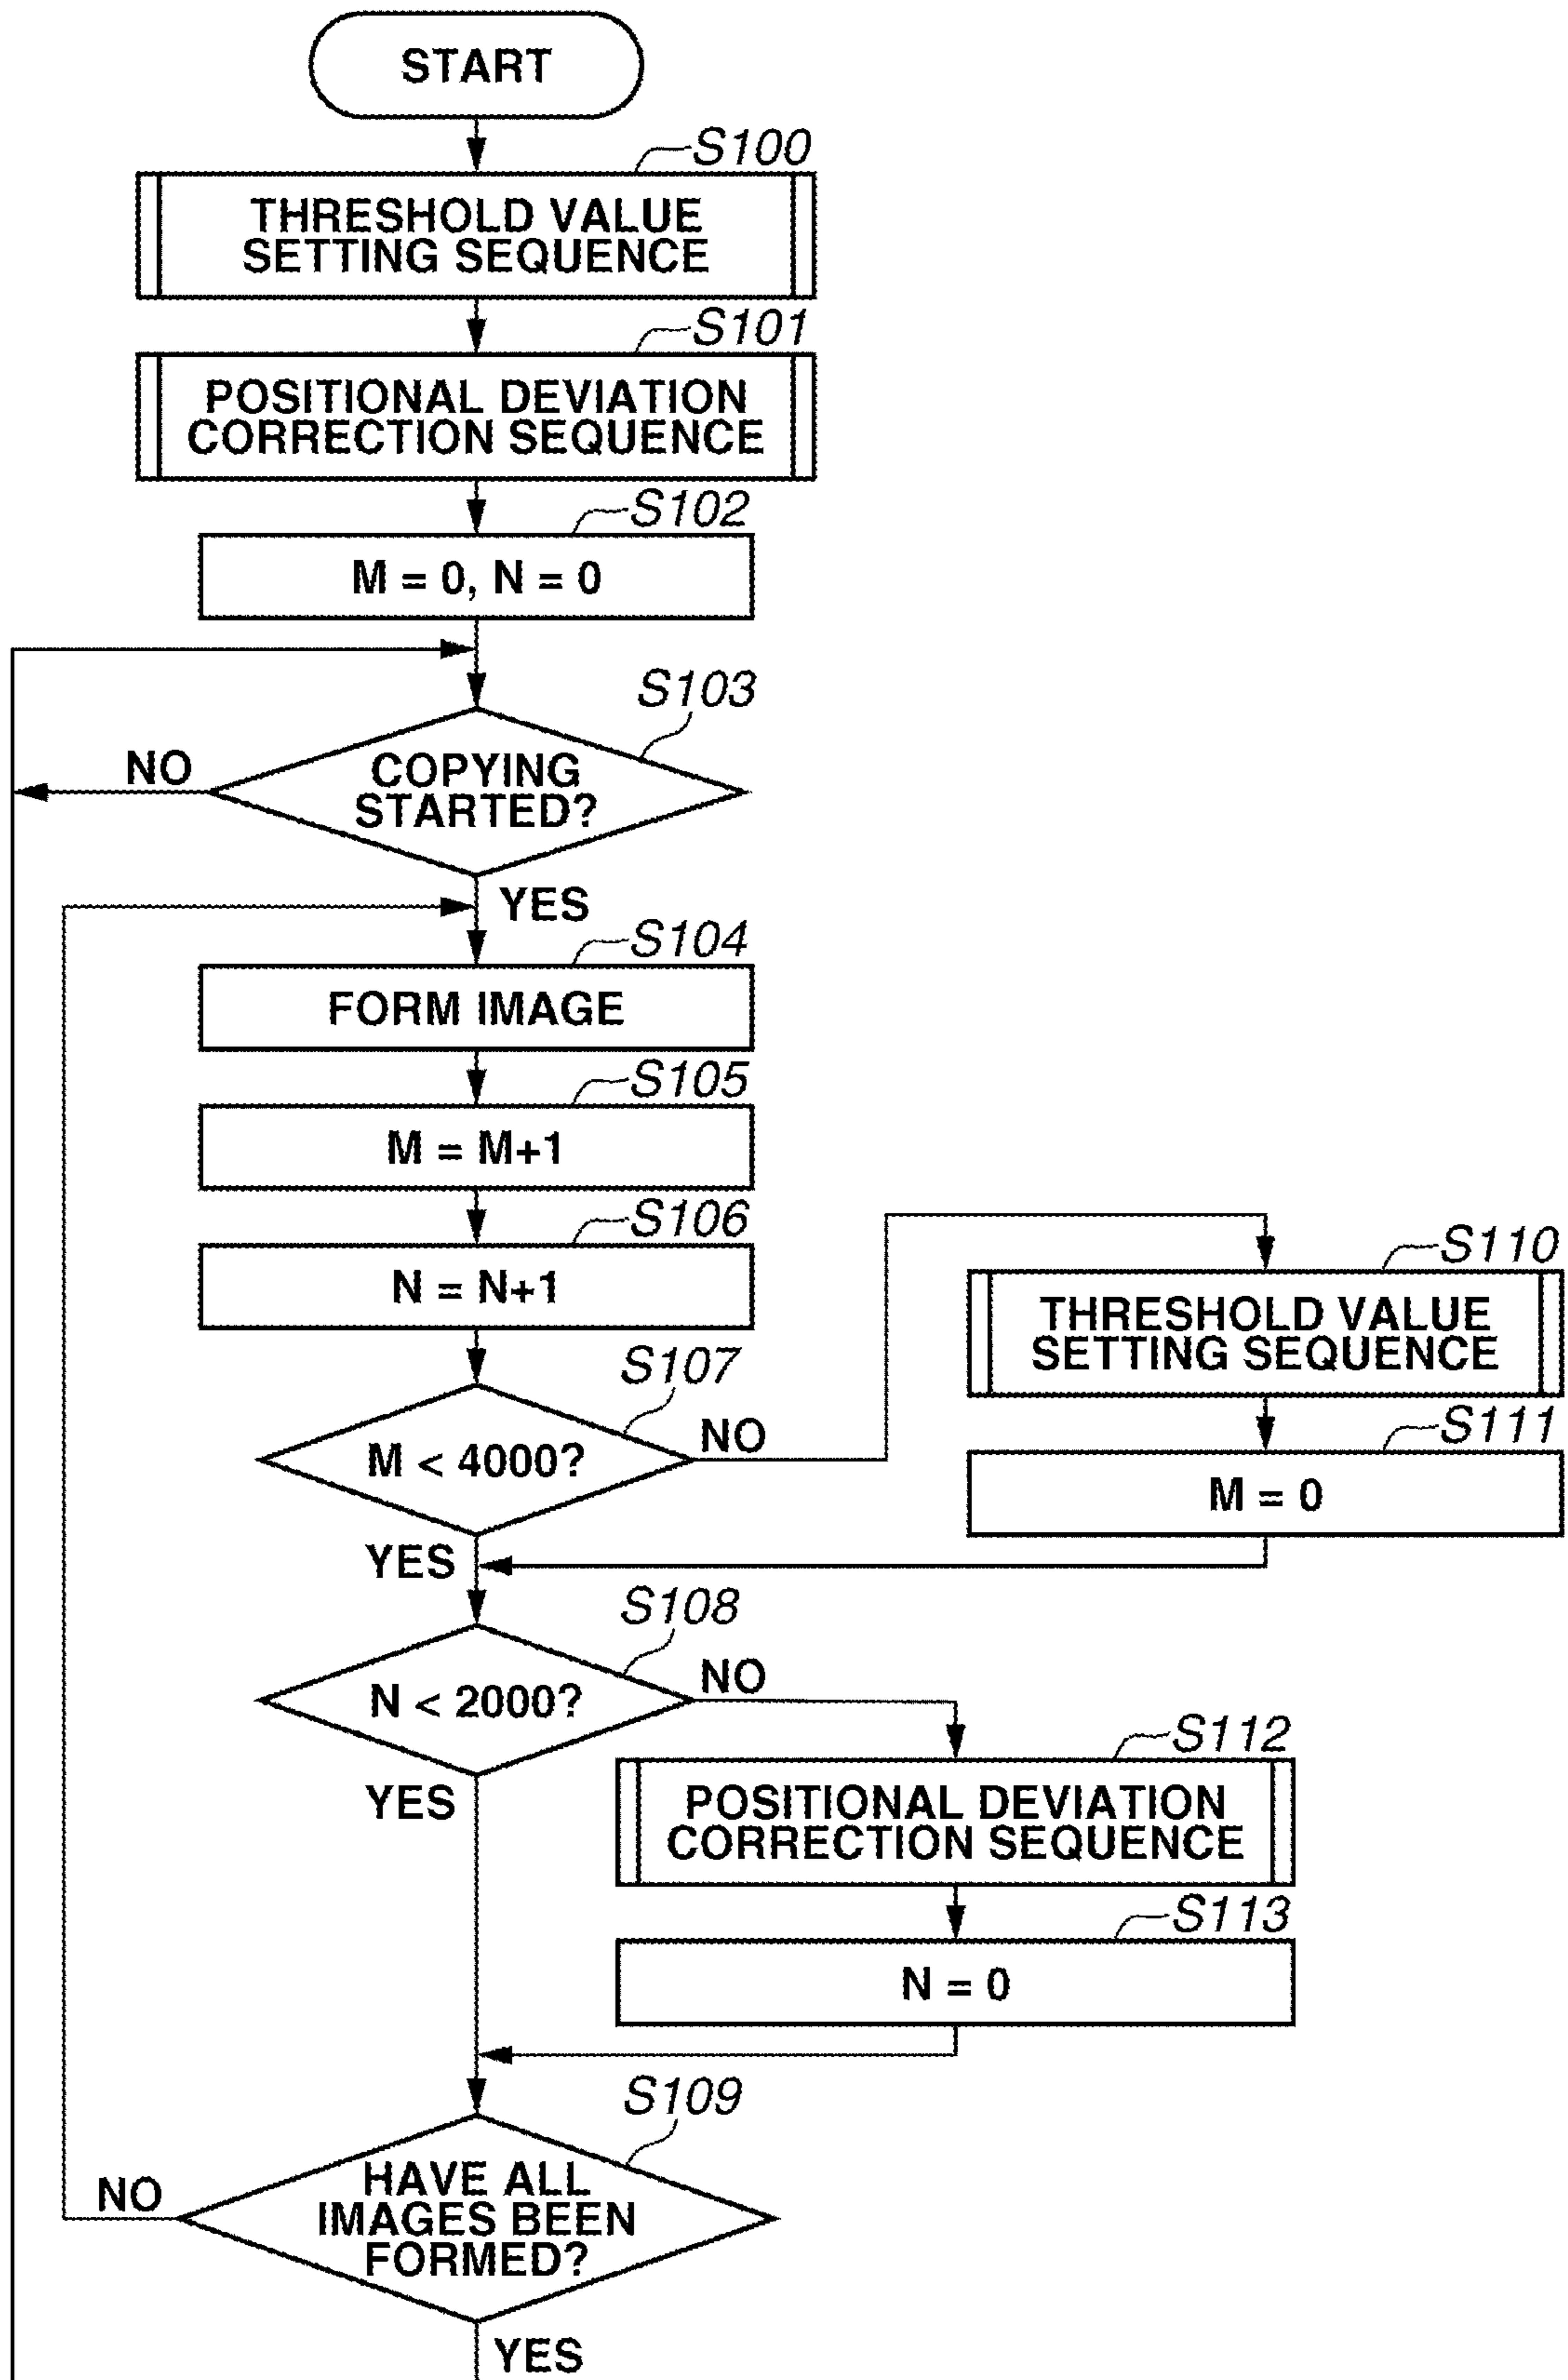 START
S100
THRESHOLD VALUE
SETTING SEQUENCE
S101
POSITIONAL DEVIATION
CORRECTION SEQUENCE
S102
M = 0, N = 0
S103
NO
COPYING
STARTED?
YES
S104
FORM IMAGE
S105
M = M+1
S106
N = N+1
S107
M < 4000?
NO
S110
THRESHOLD VALUE
SETTING SEQUENCE
S111
M = 0
YES
S108
N < 2000?
NO
S112
POSITIONAL DEVIATION
CORRECTION SEQUENCE
S113
N = 0
YES
S109
NO
HAVE ALL
IMAGES BEEN
FORMED?
YES